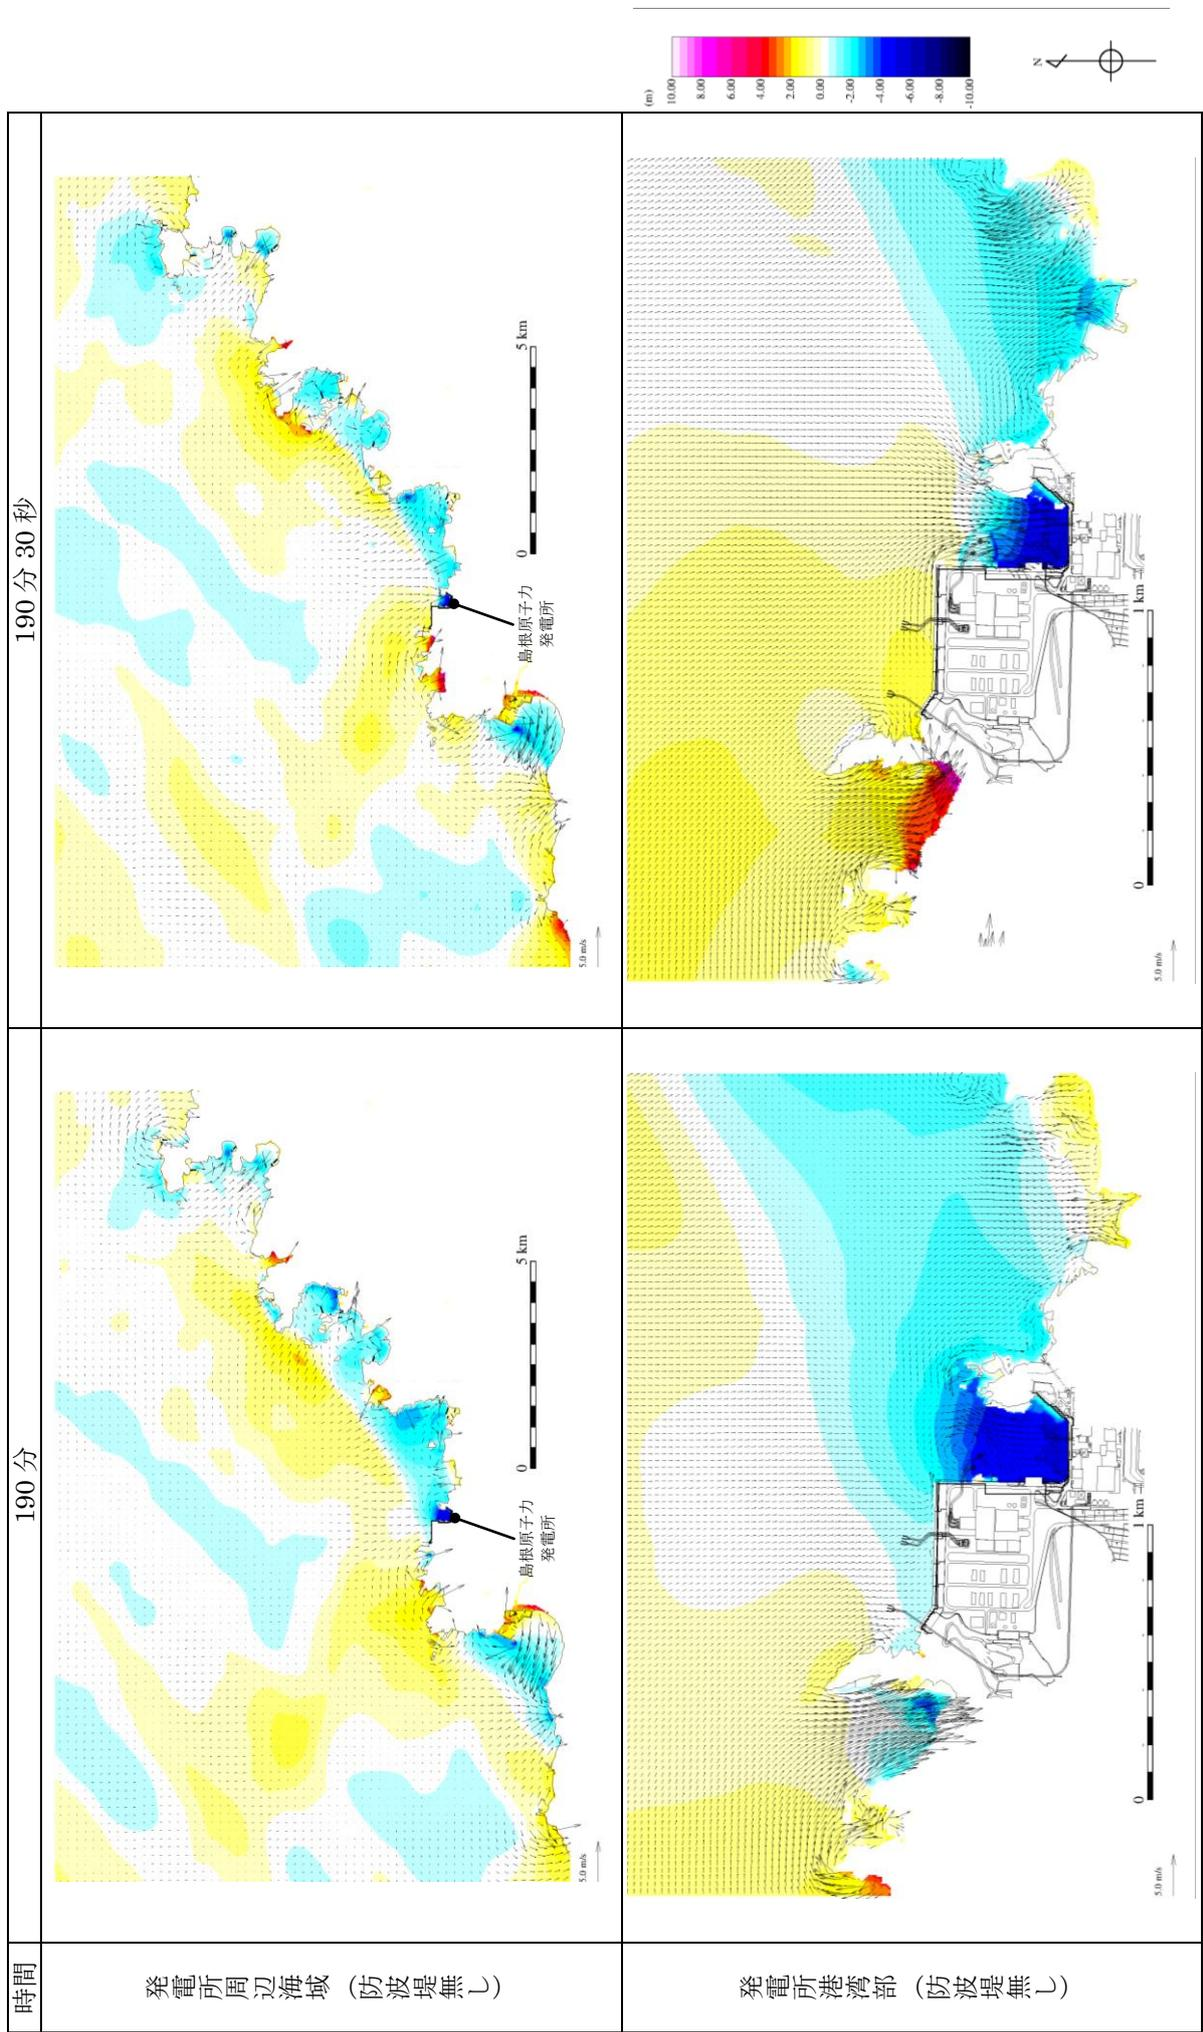 時間
190分
190分30秒
発電所周辺海域（防波堤無し）
5.0 m/s
島根原子力
発電所
0
5 km
5.0 m/s
島根原子力
発電所
0
5 km
発電所港湾部（防波堤無し）
5.0 m/s
0
1 km
5.0 m/s
0
1 km
(m)
10.00
8.00
6.00
4.00
2.00
0.00
-2.00
-4.00
-6.00
-8.00
-10.00
N